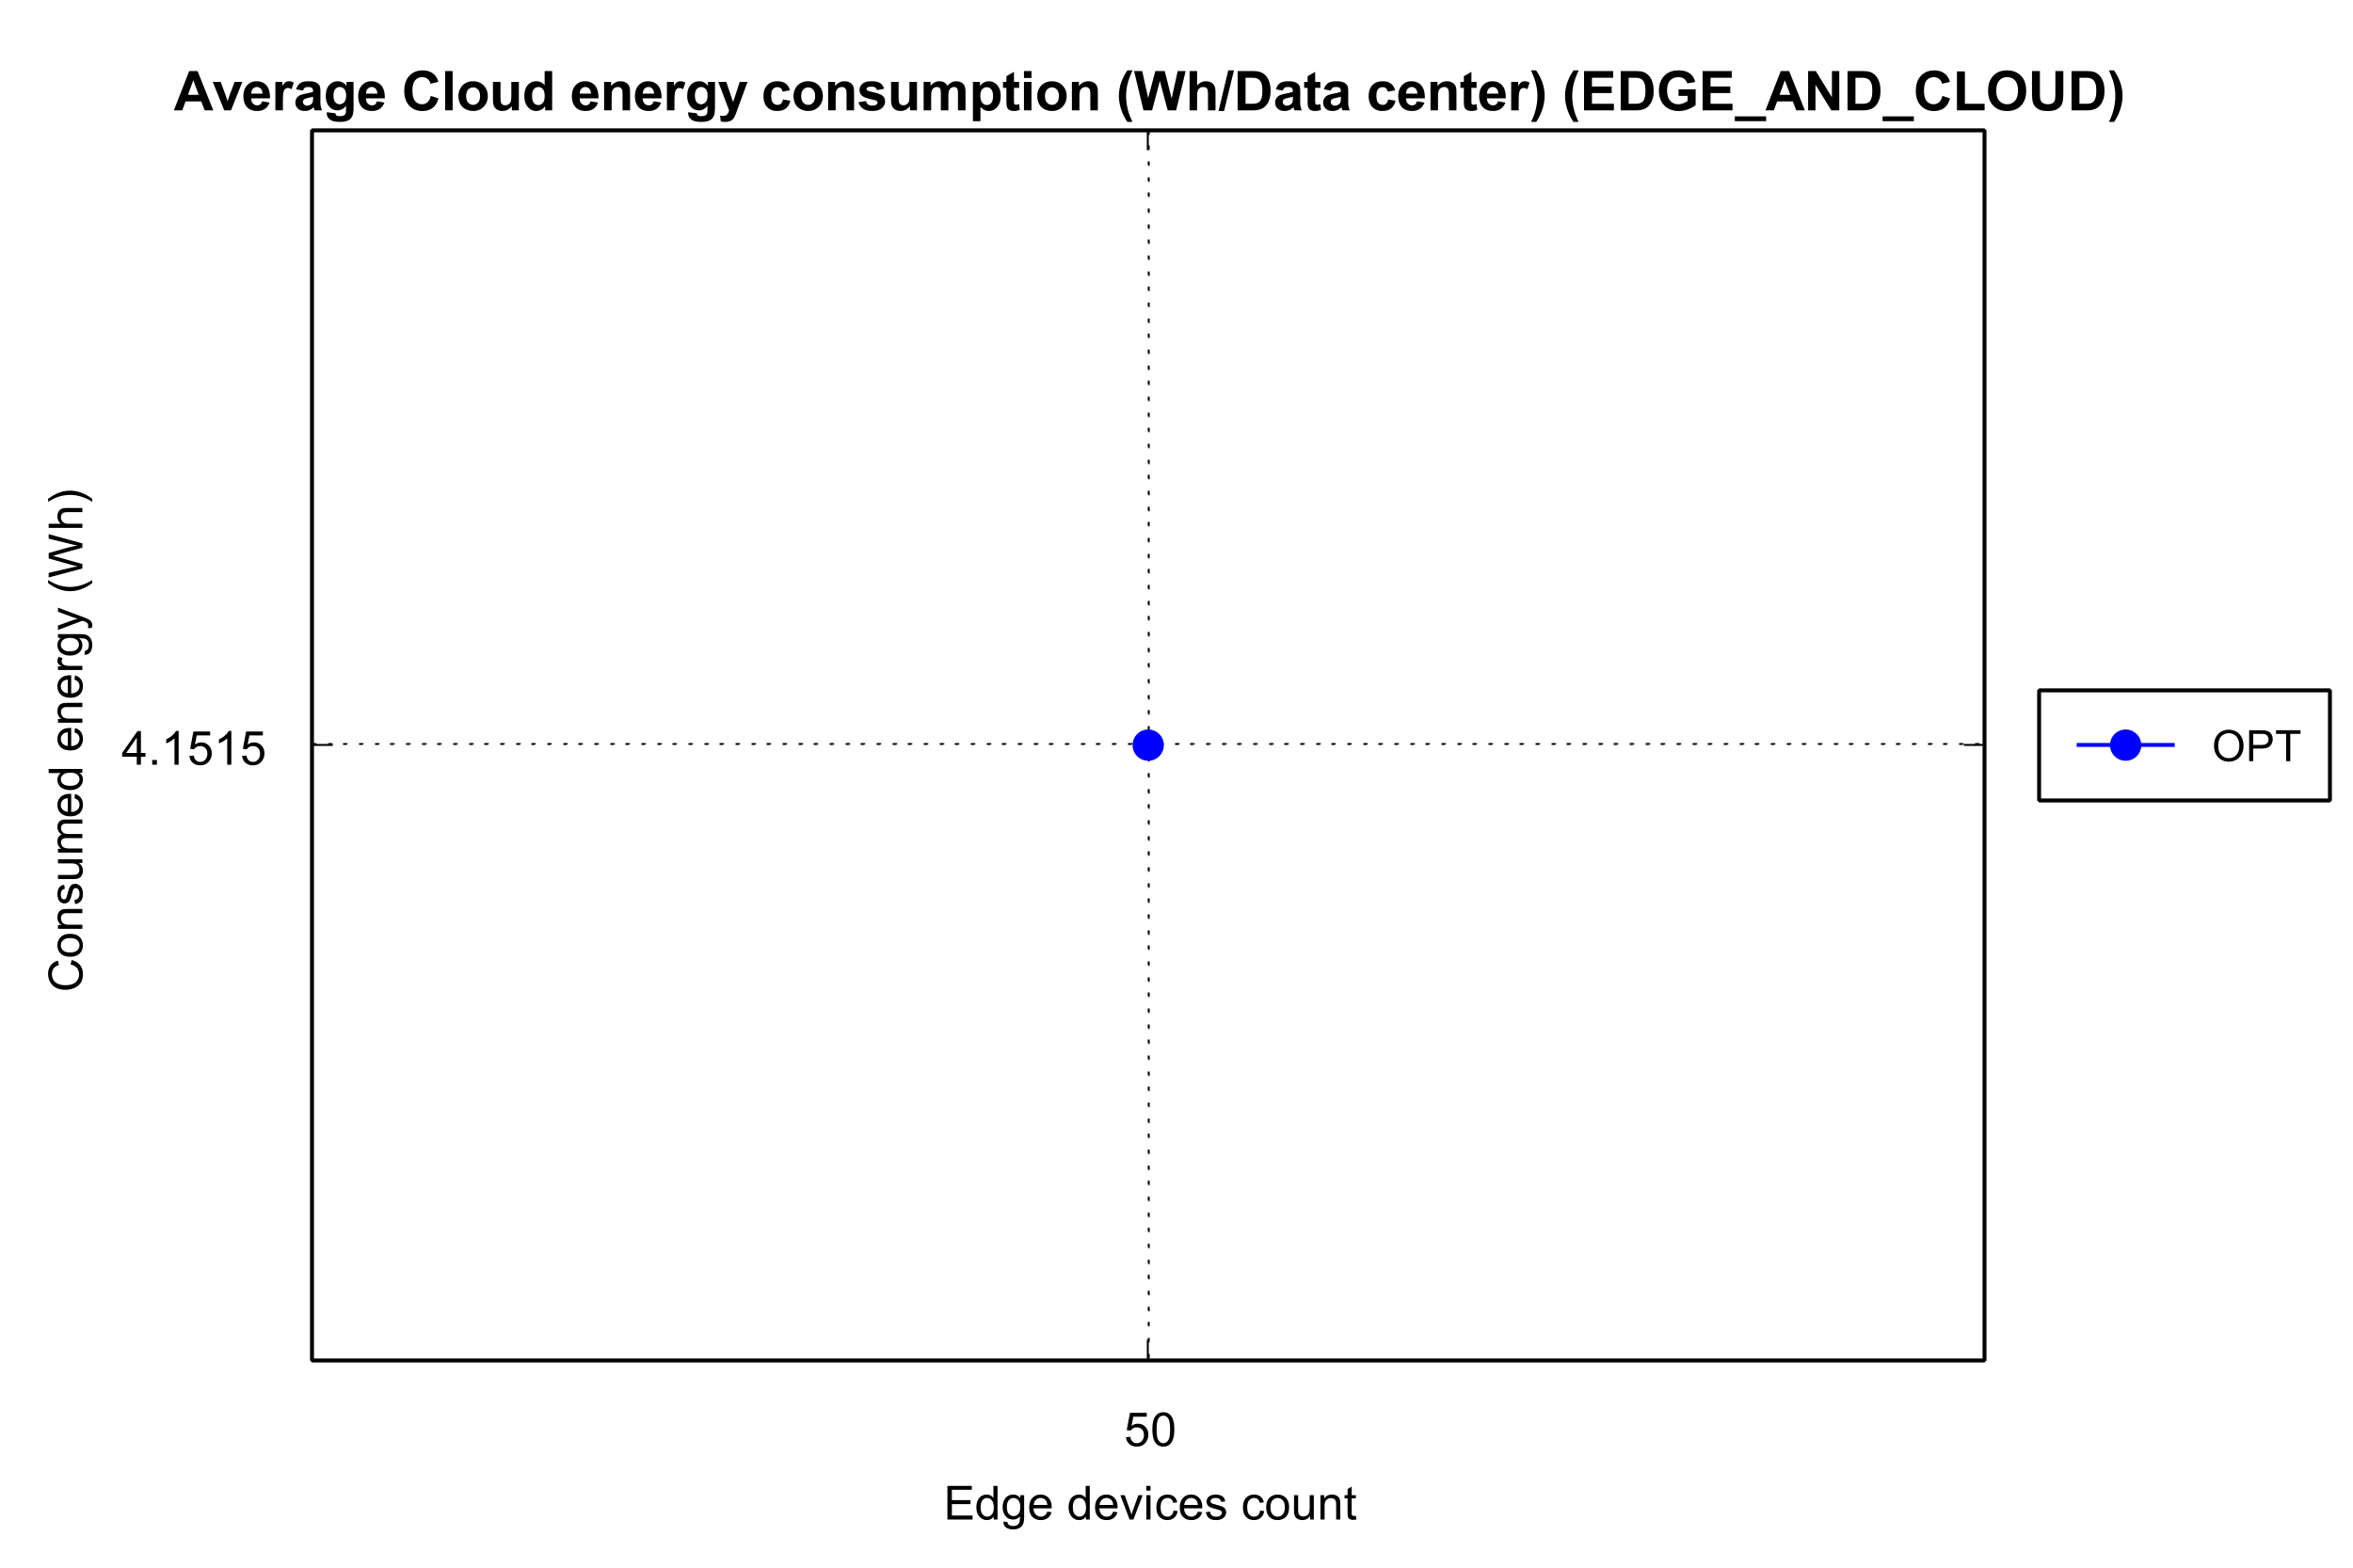 Average Cloud energy consumption (Wh/Data center) (EDGE_AND_CLOUD)
Consumed energy (Wh)
4.1515
OPT
50
Edge devices count